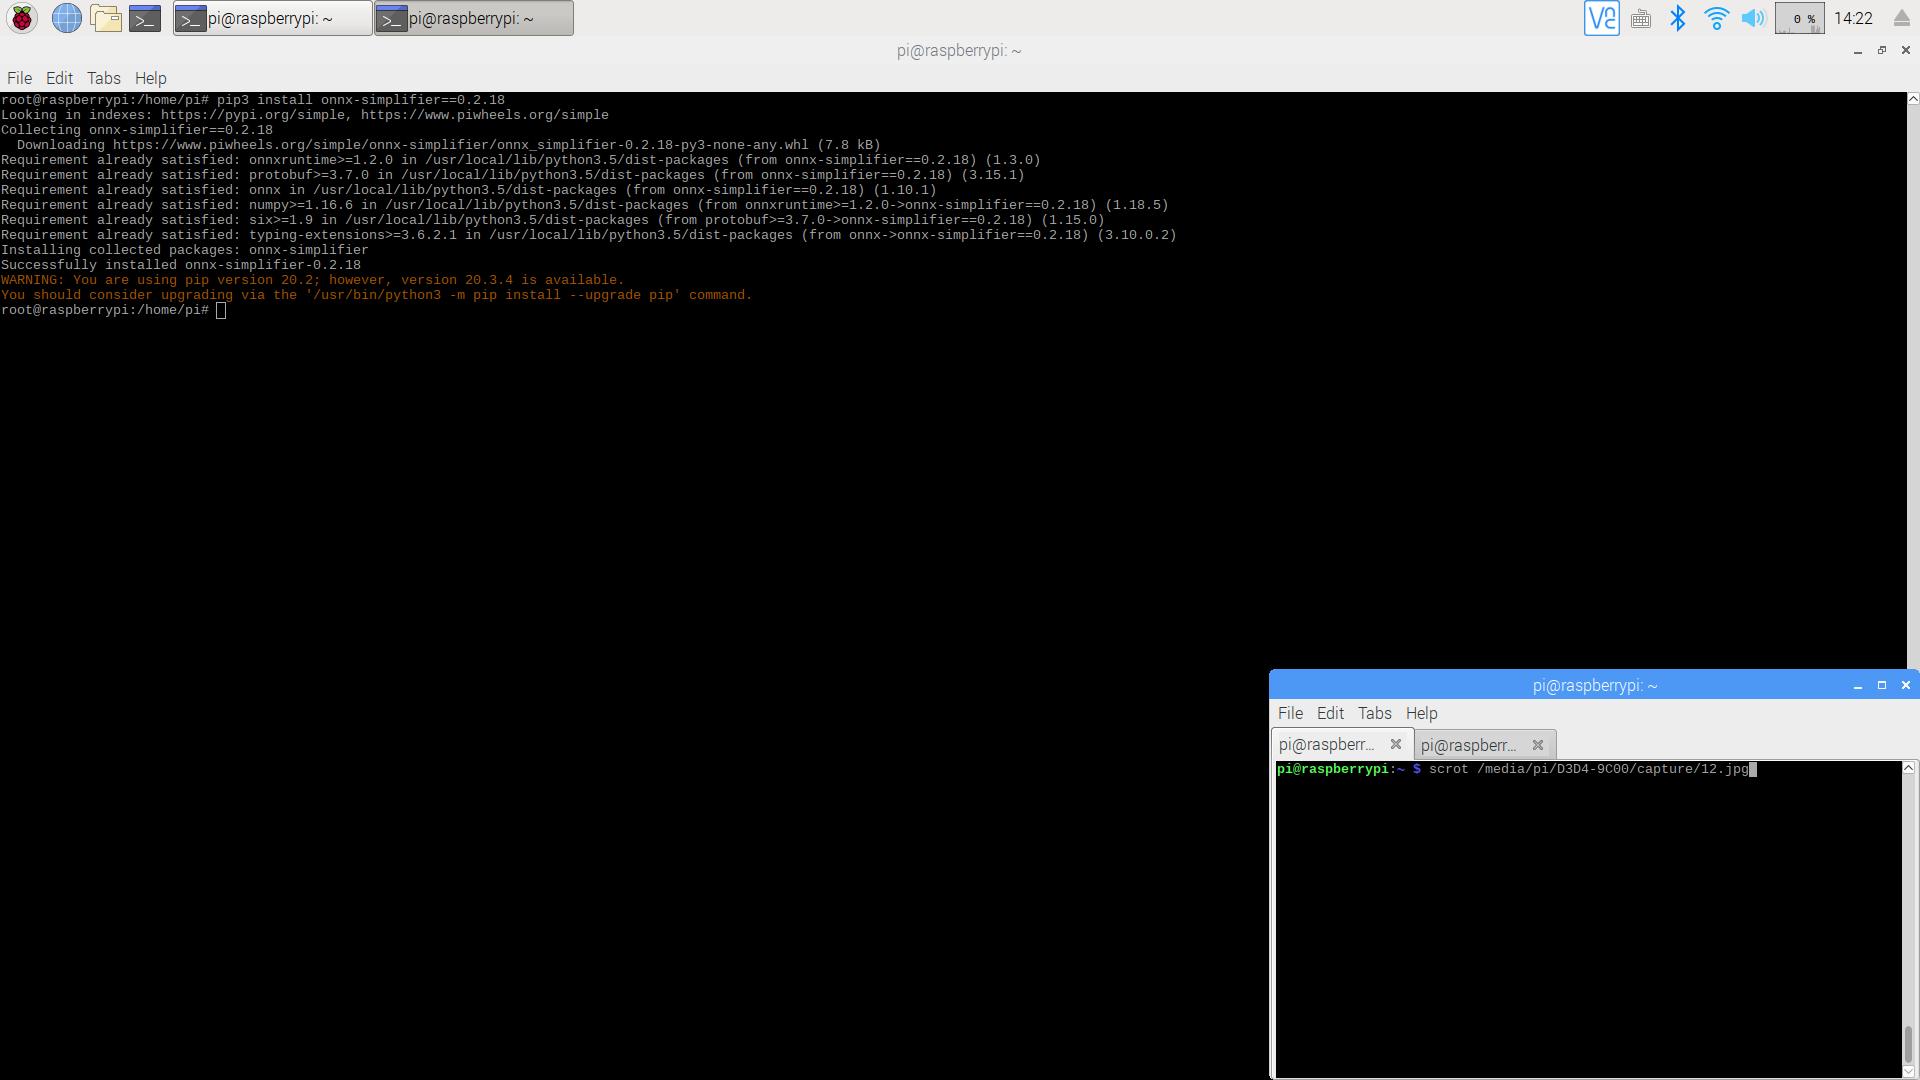 pi@raspberrypi: ~
pi@raspberrypi: ~
0 %
14:22
pi@raspberrypi: ~
File Edit Tabs Help
root@raspberrypi:/home/pi# pip3 install onnx-simplifier==0.2.18
Looking in indexes: https://pypi.org/simple, https://www.piwheels.org/simple
Collecting onnx-simplifier==0.2.18
  Downloading https://www.piwheels.org/simple/onnx-simplifier/onnx_simplifier-0.2.18-py3-none-any.whl (7.8 kB)
Requirement already satisfied: onnxruntime>=1.2.0 in /usr/local/lib/python3.5/dist-packages (from onnx-simplifier==0.2.18) (1.3.0)
Requirement already satisfied: protobuf>=3.7.0 in /usr/local/lib/python3.5/dist-packages (from onnx-simplifier==0.2.18) (3.15.1)
Requirement already satisfied: onnx in /usr/local/lib/python3.5/dist-packages (from onnx-simplifier==0.2.18) (1.10.1)
Requirement already satisfied: numpy>=1.16.6 in /usr/local/lib/python3.5/dist-packages (from onnxruntime>=1.2.0->onnx-simplifier==0.2.18) (1.18.5)
Requirement already satisfied: six>=1.9 in /usr/local/lib/python3.5/dist-packages (from protobuf>=3.7.0->onnx-simplifier==0.2.18) (1.15.0)
Requirement already satisfied: typing-extensions>=3.6.2.1 in /usr/local/lib/python3.5/dist-packages (from onnx->onnx-simplifier==0.2.18) (3.10.0.2)
Installing collected packages: onnx-simplifier
Successfully installed onnx-simplifier-0.2.18
WARNING: You are using pip version 20.2; however, version 20.3.4 is available.
You should consider upgrading via the '/usr/bin/python3 -m pip install --upgrade pip' command.
root@raspberrypi:/home/pi#
pi@raspberrypi: ~
File Edit Tabs Help
pi@raspberr...
pi@raspberr...
pi@raspberrypi:~ $ scrot /media/pi/D3D4-9C00/capture/12.jpg